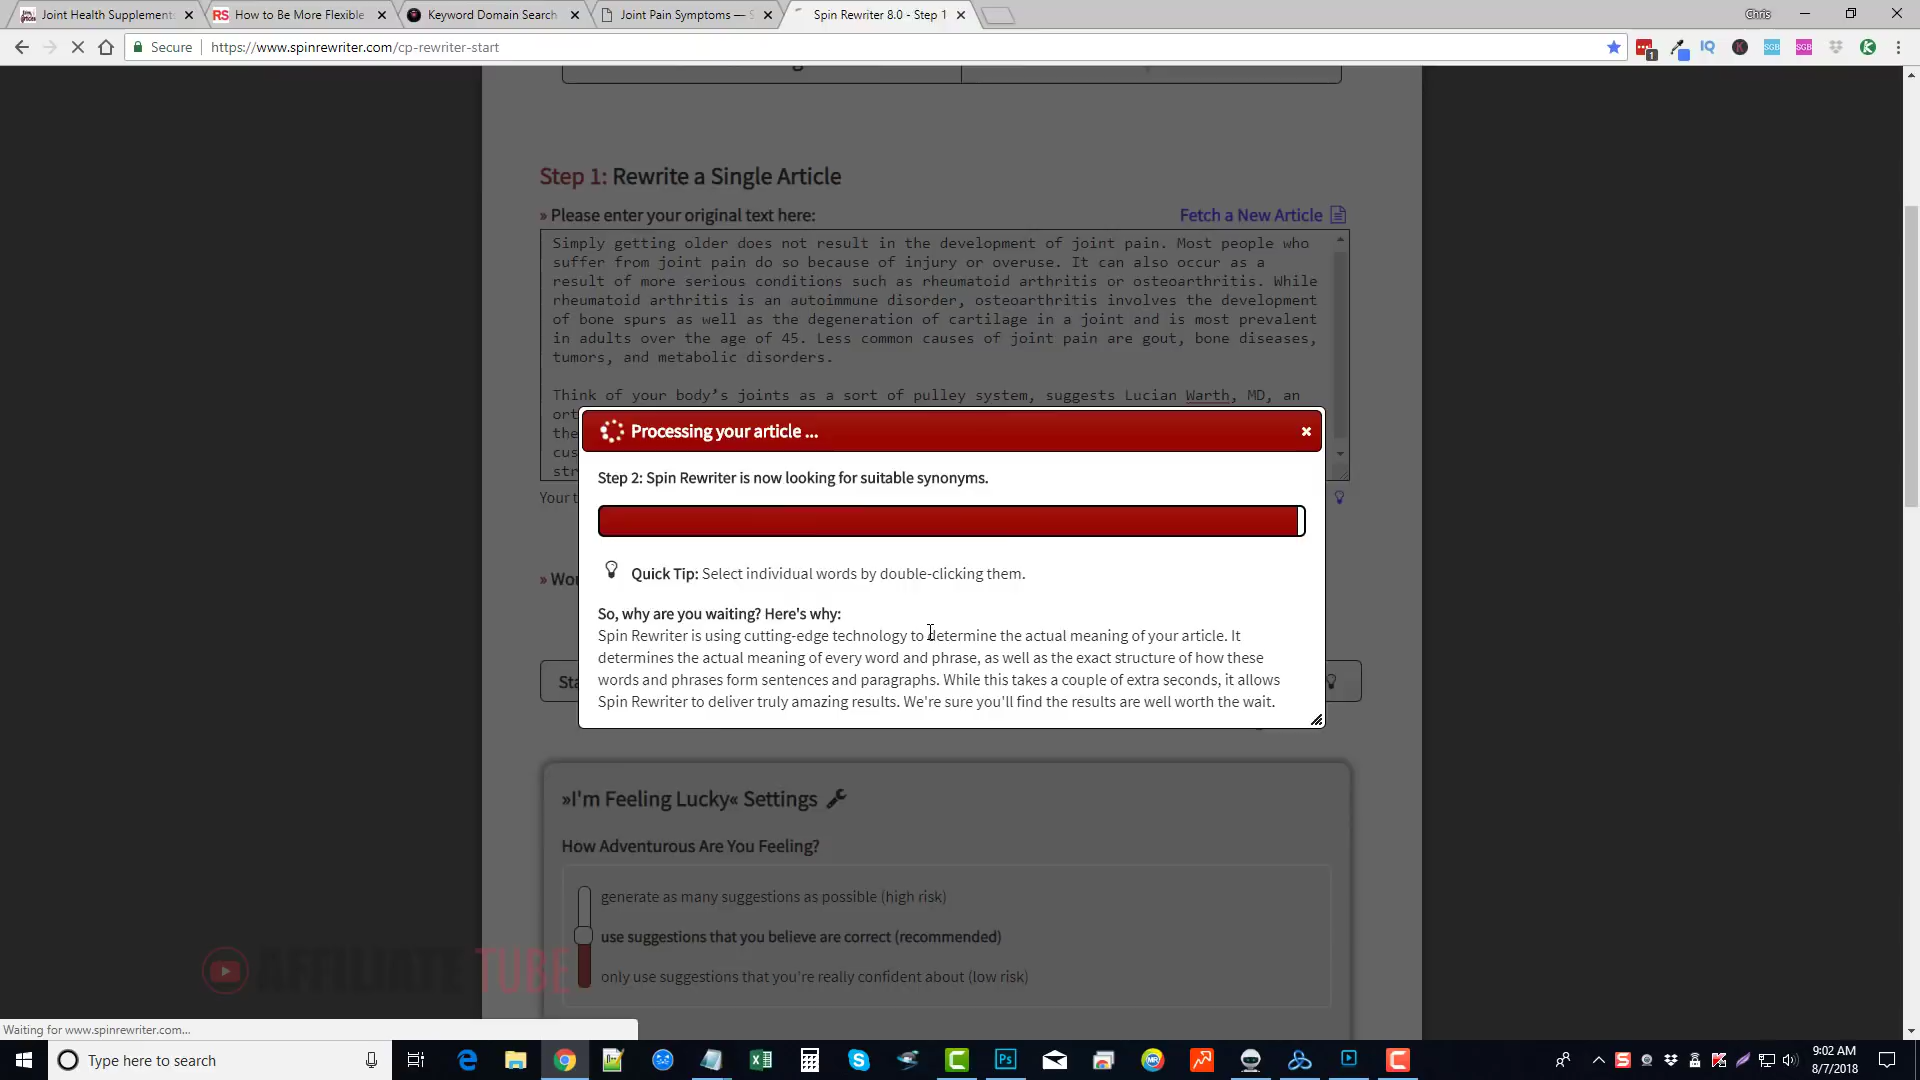 Joint Health Supplement
How to Be More Flexible
Keyword Domain Search
Joint Pain Symptoms —
Spin Rewriter 8.0 - Step 1
Chris
Secure
https://www.spinrewriter.com/cp-rewriter-start
Step 1: Rewrite a Single Article
» Please enter your original text here:
Fetch a New Article
Simply getting older does not result in the development of joint pain. Most people who
suffer from joint pain do so because of injury or overuse. It can also occur as a
result of more serious conditions such as rheumatoid arthritis or osteoarthritis. While
rheumatoid arthritis is an autoimmune disorder, osteoarthritis involves the development
of bone spurs as well as the degeneration of cartilage in a joint and is most prevalent
in adults over the age of 45. Less common causes of joint pain are gout, bone diseases,
tumors, and metabolic disorders.
Think of your body’s joints as a sort of pulley system, suggests Lucian Warth, MD, an
ort
the
cus
str
Your t
» Wor
Sta
Processing your article ...
Step 2: Spin Rewriter is now looking for suitable synonyms.
Quick Tip: Select individual words by double-clicking them.
So, why are you waiting? Here's why:
Spin Rewriter is using cutting-edge technology to determine the actual meaning of your article. It
determines the actual meaning of every word and phrase, as well as the exact structure of how these
words and phrases form sentences and paragraphs. While this takes a couple of extra seconds, it allows
Spin Rewriter to deliver truly amazing results. We're sure you'll find the results are well worth the wait.
»I'm Feeling Lucky« Settings
How Adventurous Are You Feeling?
generate as many suggestions as possible (high risk)
use suggestions that you believe are correct (recommended)
only use suggestions that you're really confident about (low risk)
AFFILIATE TUBE
Waiting for www.spinrewriter.com...
Type here to search
9:02 AM
8/7/2018